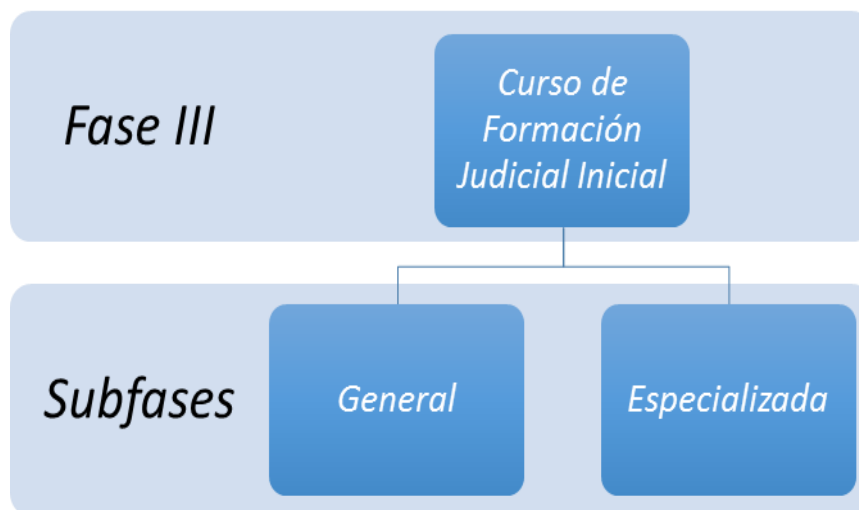 Fase III
Curso de
Formación
Judicial Inicial
Subfases
General
Especializada